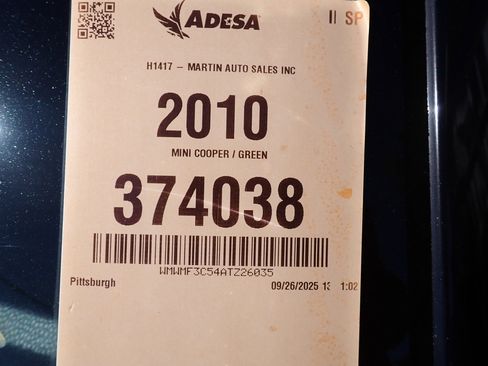 ADESA
II SP
H1417 – MARTIN AUTO SALES INC
2010
MINI COOPER / GREEN
374038
WMWMF3C54ATZ26035
Pittsburgh 09/26/2025 13 1:02